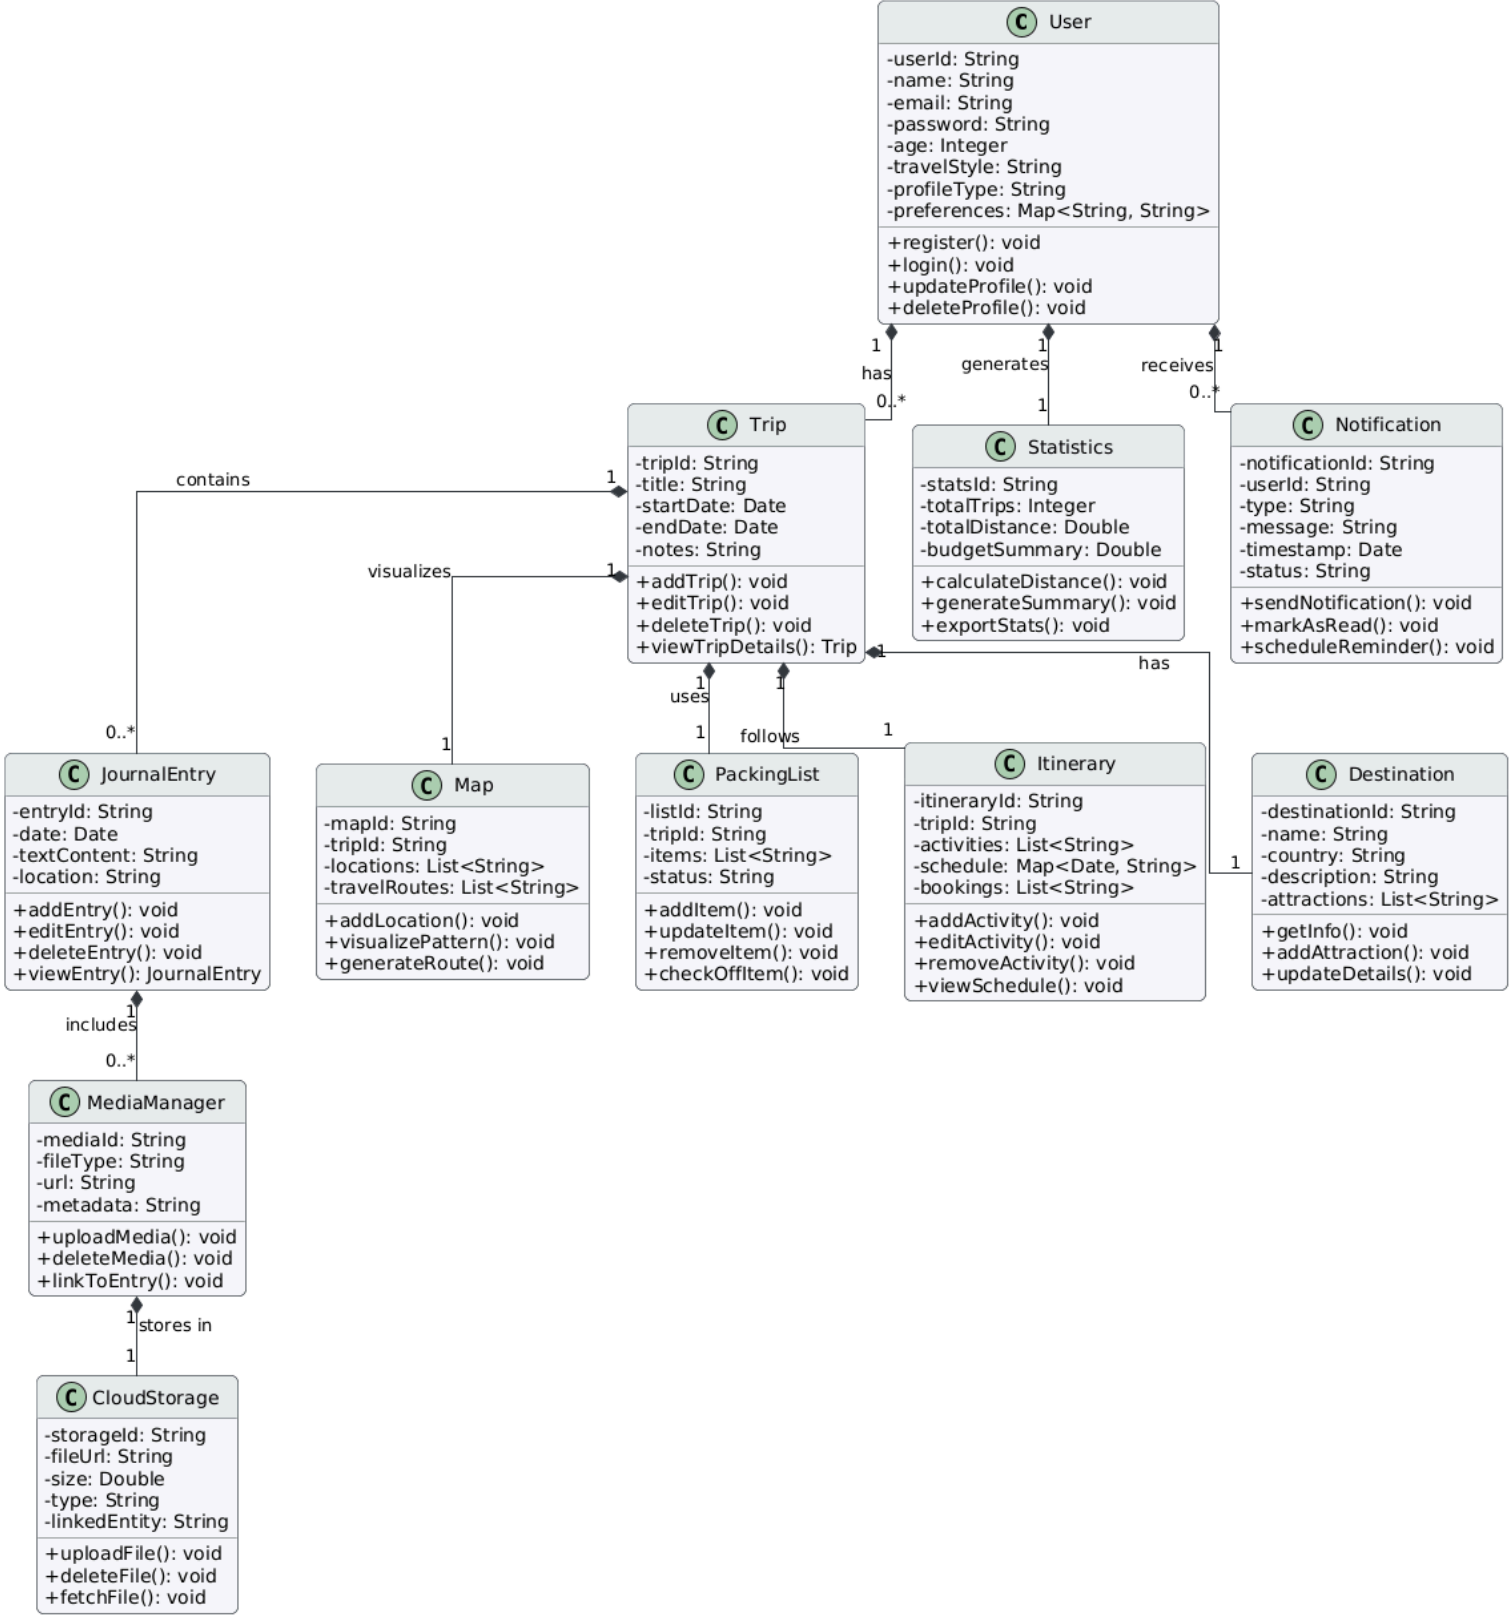 C User
-userId: String
-name: String
-email: String
-password: String
-age: Integer
-travelStyle: String
-profileType: String
-preferences: Map<String, String>
+register(): void
+login(): void
+updateProfile(): void
+deleteProfile(): void
1
has
0..*
1
generates
1
1
receives
0..*
C Trip
-tripId: String
-title: String
-startDate: Date
-endDate: Date
-notes: String
+addTrip(): void
+editTrip(): void
+deleteTrip(): void
+viewTripDetails(): Trip
C Statistics
-statsId: String
-totalTrips: Integer
-totalDistance: Double
-budgetSummary: Double
+calculateDistance(): void
+generateSummary(): void
+exportStats(): void
C Notification
-notificationId: String
-userId: String
-type: String
-message: String
-timestamp: Date
-status: String
+sendNotification(): void
+markAsRead(): void
+scheduleReminder(): void
contains
1
0..*
visualizes
1
1
1
uses
1
1
follows
1
1
has
1
C JournalEntry
-entryId: String
-date: Date
-textContent: String
-location: String
+addEntry(): void
+editEntry(): void
+deleteEntry(): void
+viewEntry(): JournalEntry
C Map
-mapId: String
-tripId: String
-locations: List<String>
-travelRoutes: List<String>
+addLocation(): void
+visualizePattern(): void
+generateRoute(): void
C PackingList
-listId: String
-tripId: String
-items: List<String>
-status: String
+addItem(): void
+updateItem(): void
+removeItem(): void
+checkOffItem(): void
C Itinerary
-itineraryId: String
-tripId: String
-activities: List<String>
-schedule: Map<Date, String>
-bookings: List<String>
+addActivity(): void
+editActivity(): void
+removeActivity(): void
+viewSchedule(): void
C Destination
-destinationId: String
-name: String
-country: String
-description: String
-attractions: List<String>
+getInfo(): void
+addAttraction(): void
+updateDetails(): void
1
includes
0..*
C MediaManager
-mediaId: String
-fileType: String
-url: String
-metadata: String
+uploadMedia(): void
+deleteMedia(): void
+linkToEntry(): void
1
stores in
1
C CloudStorage
-storageId: String
-fileUrl: String
-size: Double
-type: String
-linkedEntity: String
+uploadFile(): void
+deleteFile(): void
+fetchFile(): void